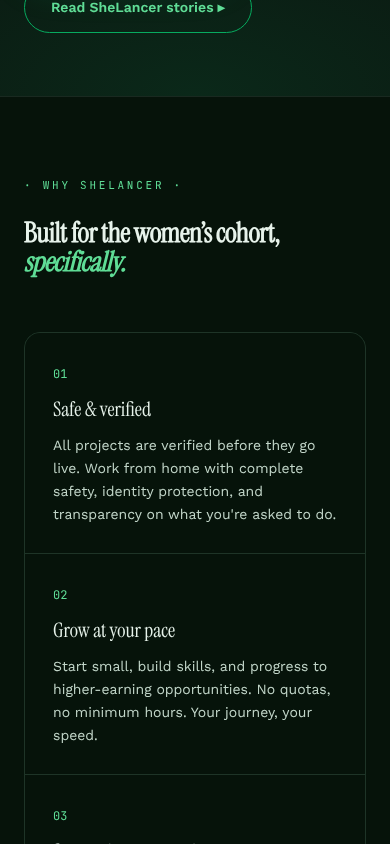 Read SheLancer stories ▸
· WHY SHELANCER ·
Built for the women’s cohort,
specifically.
01
Safe & verified
All projects are verified before they go
live. Work from home with complete
safety, identity protection, and
transparency on what you're asked to do.
02
Grow at your pace
Start small, build skills, and progress to
higher-earning opportunities. No quotas,
no minimum hours. Your journey, your
speed.
03